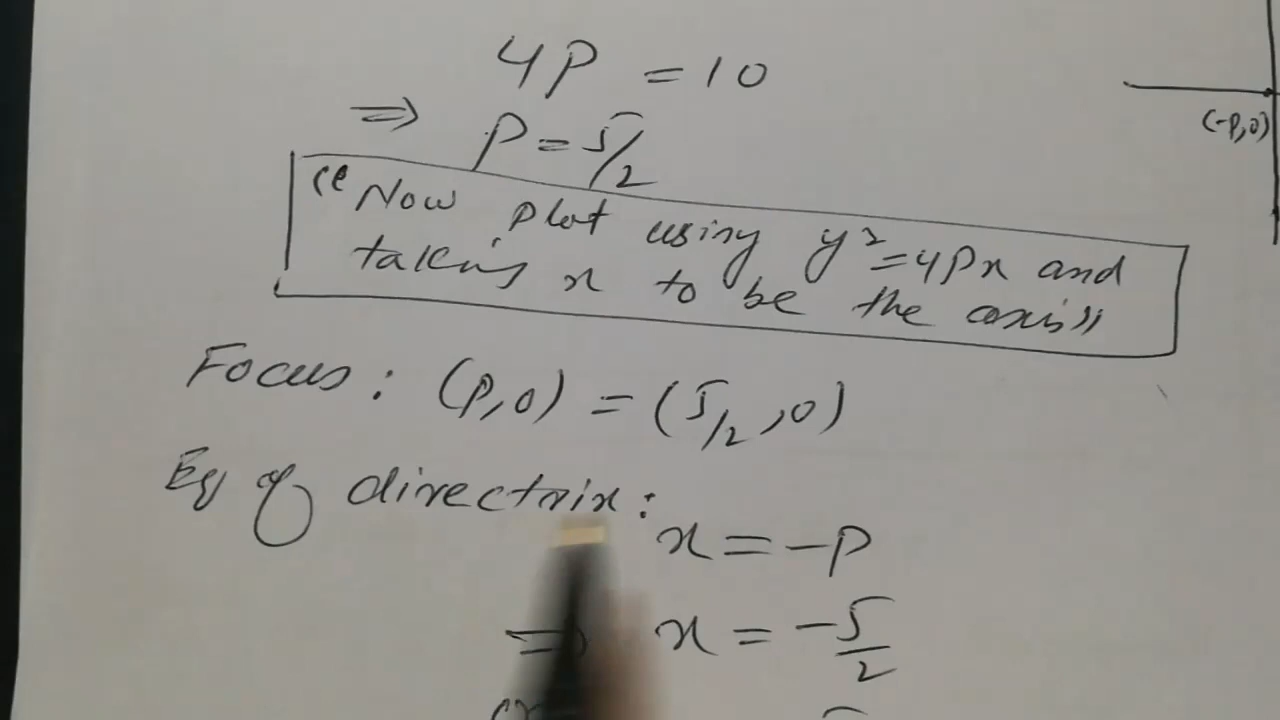 4P = 10
⇒ P = 5/2
(-P,0)
"Now plot using y² = 4Px and
taking x to be the axis"
Focus: (P,0) = (5/2,0)
Eq of directrix:
x = -P
⇒ x = -5/2